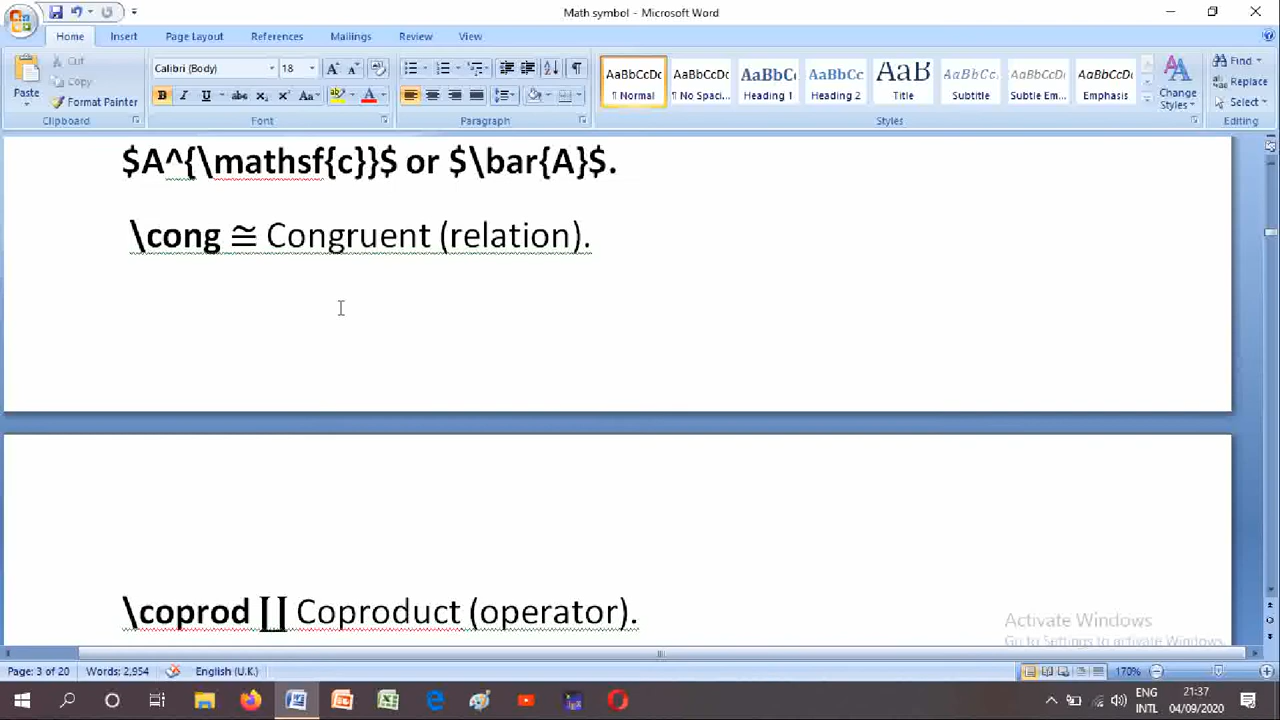 Math symbol - Microsoft Word
Home Insert Page Layout References Mailings Review View
Paste
Cut
Copy
Format Painter
Clipboard
Calibri (Body) 18
Font
Paragraph
AaBbCcDc AaBbCcDc AaBbC AaBbCc AaB AaBbCc. AaBbCcDc AaBbCcDc
¶ Normal ¶ No Spaci... Heading 1 Heading 2 Title Subtitle Subtle Em... Emphasis
Styles
Change Styles
Find
Replace
Select
Editing
$A^{\mathsf{c}}$ or $\bar{A}$.
\cong ≅ Congruent (relation).
\coprod ∐ Coproduct (operator).
Activate Windows
Go to Settings to activate Windows.
Page: 3 of 20 Words: 2,954 English (U.K.) 170%
ENG 21:37
INTL 04/09/2020